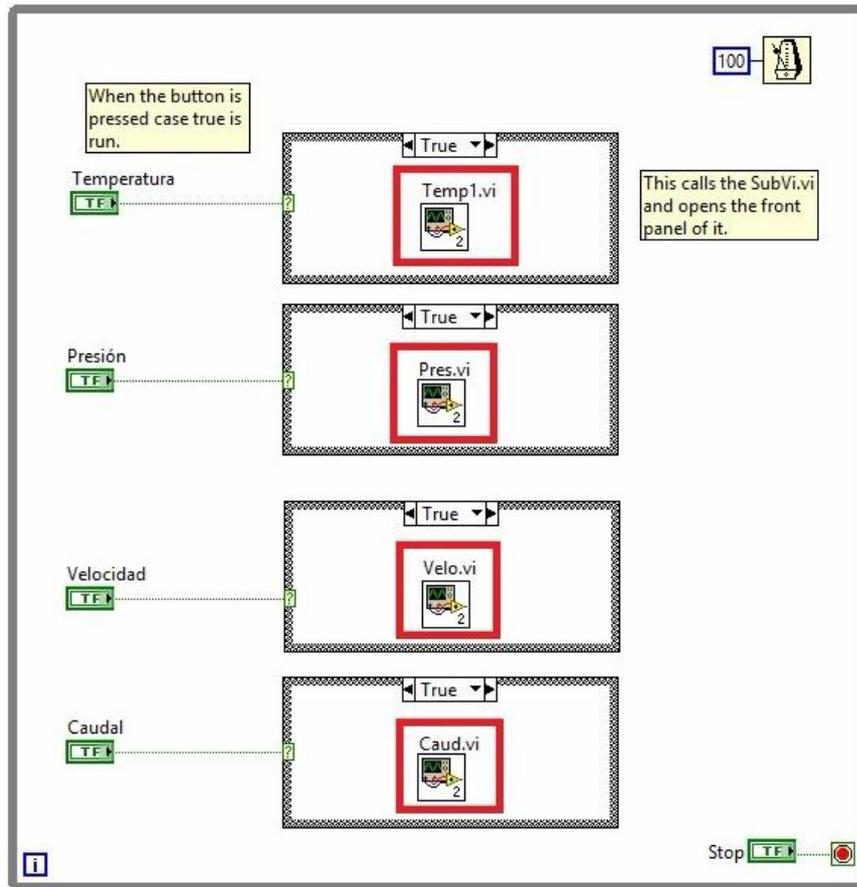 100
When the button is
pressed case true is
run.
True
Temperatura
TF
?
Temp1.vi
2
This calls the SubVi.vi
and opens the front
panel of it.
True
Presión
TF
?
Pres.vi
2
True
Velocidad
TF
?
Velo.vi
2
True
Caudal
TF
?
Caud.vi
2
Stop TF
i